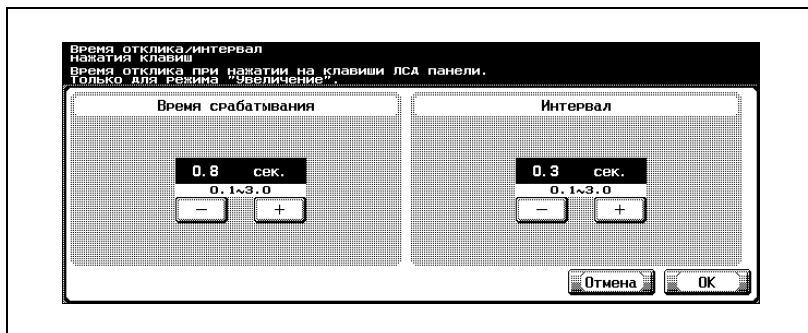 Время отклика/интервал
нажатия клавиш
Время отклика при нажатии на клавиши ЛСД панели.
Только для режима "Увеличение".
Время срабатывания
Интервал
0.8 сек.
0.3 сек.
0.1~3.0
0.1~3.0
− +
− +
Отмена OK